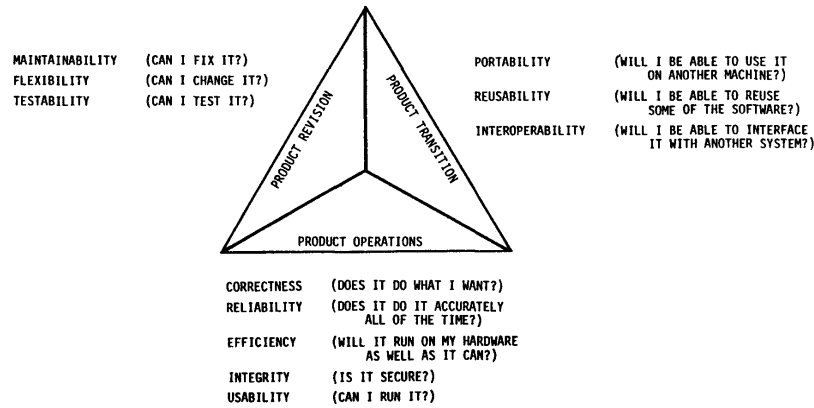 MAINTAINABILITY (CAN I FIX IT?)
FLEXIBILITY (CAN I CHANGE IT?)
TESTABILITY (CAN I TEST IT?)
PORTABILITY (WILL I BE ABLE TO USE IT
ON ANOTHER MACHINE?)
REUSABILITY (WILL I BE ABLE TO REUSE
SOME OF THE SOFTWARE?)
INTEROPERABILITY (WILL I BE ABLE TO INTERFACE
IT WITH ANOTHER SYSTEM?)
PRODUCT REVISION
PRODUCT TRANSITION
PRODUCT OPERATIONS
CORRECTNESS (DOES IT DO WHAT I WANT?)
RELIABILITY (DOES IT DO IT ACCURATELY
ALL OF THE TIME?)
EFFICIENCY (WILL IT RUN ON MY HARDWARE
AS WELL AS IT CAN?)
INTEGRITY (IS IT SECURE?)
USABILITY (CAN I RUN IT?)